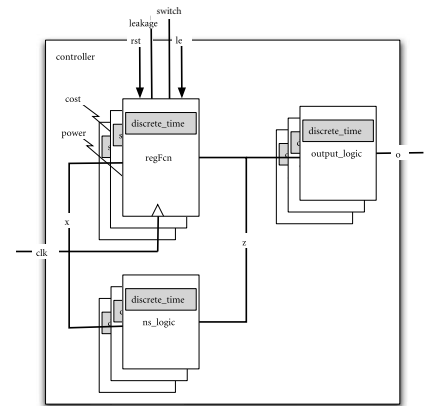 switch
leakage
rst
le
controller
cost
discrete_time
discrete_time
power
regFcn
output_logic
o
x
z
clk
discrete_time
ns_logic